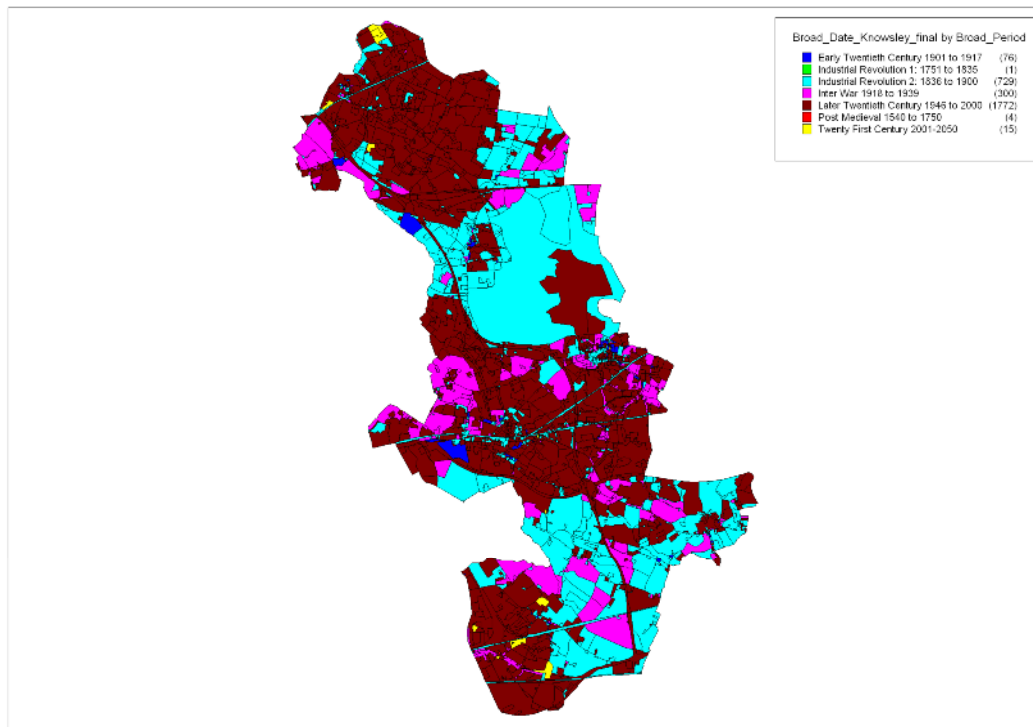 Broad_Date_Knowsley_final by Broad_Period
Early Twentieth Century 1901 to 1917 (76)
Industrial Revolution 1: 1751 to 1835 (1)
Industrial Revolution 2: 1836 to 1900 (729)
Inter War 1918 to 1939 (300)
Later Twentieth Century 1946 to 2000 (1772)
Post Medieval 1540 to 1750 (4)
Twenty First Century 2001-2050 (15)